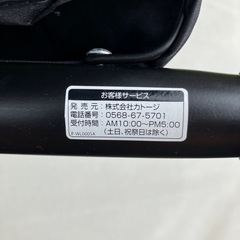 お客様サービス
発売元：株式会社カトージ
電話番号：0568-67-5701
受付時間：AM10:00〜PM5:00
(土日、祝祭日は除く)